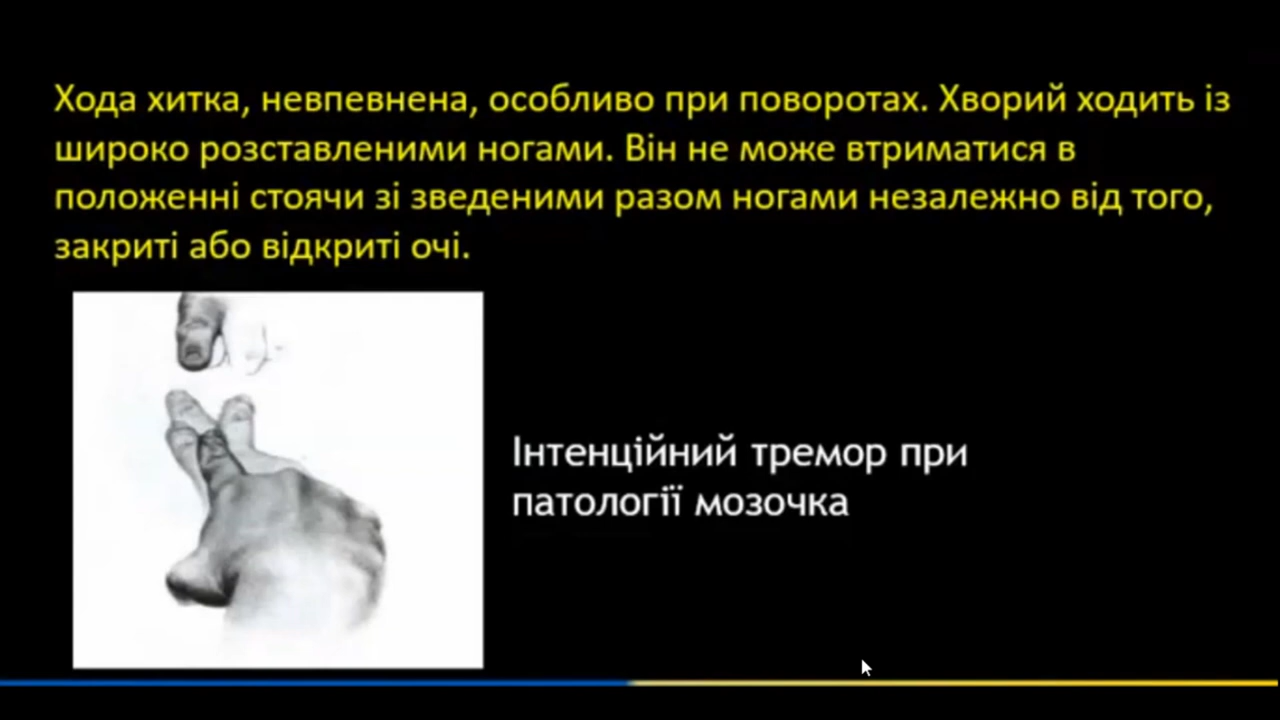 Хода хитка, невпевнена, особливо при поворотах. Хворий ходить із
широко розставленими ногами. Він не може втриматися в
положенні стоячи зі зведеними разом ногами незалежно від того,
закриті або відкриті очі.
Інтенційний тремор при
патології мозочка